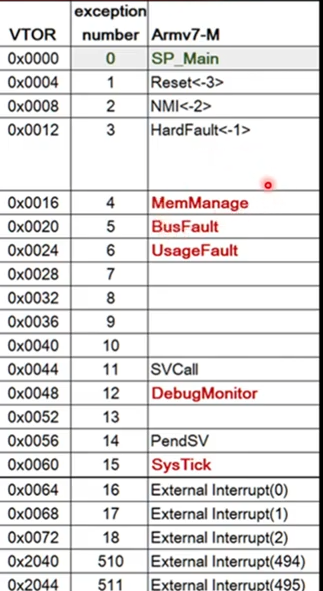 exception
VTOR number Armv7-M
0x0000 0 SP_Main
0x0004 1 Reset<-3>
0x0008 2 NMI<-2>
0x0012 3 HardFault<-1>
0x0016 4 MemManage
0x0020 5 BusFault
0x0024 6 UsageFault
0x0028 7
0x0032 8
0x0036 9
0x0040 10
0x0044 11 SVCall
0x0048 12 DebugMonitor
0x0052 13
0x0056 14 PendSV
0x0060 15 SysTick
0x0064 16 External Interrupt(0)
0x0068 17 External Interrupt(1)
0x0072 18 External Interrupt(2)
0x2040 510 External Interrupt(494)
0x2044 511 External Interrupt(495)